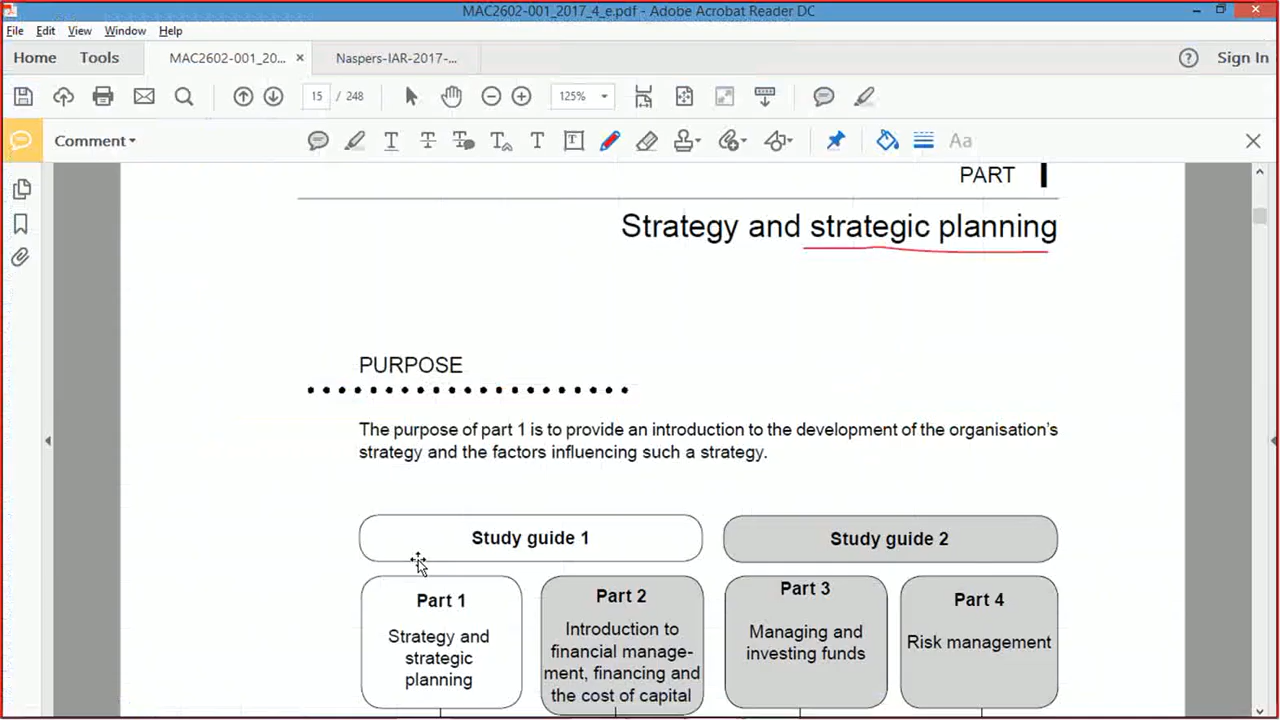 MAC2602-001_2017_4_e.pdf - Adobe Acrobat Reader DC
File Edit View Window Help
Home Tools MAC2602-001_20... × Naspers-IAR-2017-... ? Sign In
15 / 248 125%
Comment T T T T T T Aa
PART 1
Strategy and strategic planning
PURPOSE
The purpose of part 1 is to provide an introduction to the development of the organisation's
strategy and the factors influencing such a strategy.
Study guide 1 Study guide 2
Part 1
Strategy and
strategic
planning
Part 2
Introduction to
financial manage-
ment, financing and
the cost of capital
Part 3
Managing and
investing funds
Part 4
Risk management